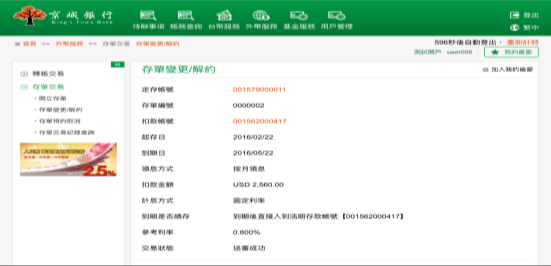 京城銀行
King's Town Bank
待辦事項 帳務查詢 台幣服務 外幣服務 基金服務 用戶管理
登出
繁中
首頁 >> 外幣服務 >> 存單交易 存單變更/解約
596秒後自動登出， 重新計時
測試開戶 user006 ★ 我的最愛
轉帳交易
存單交易
・開立存單
・存單變更/解約
・存單預約取消
・存單交易記錄查詢
2.5%
存單變更/解約
加入我的最愛
定存帳號 001579000011
存單編號 0000002
扣款帳號 001562000417
起存日 2016/02/22
到期日 2016/05/22
領息方式 按月領息
扣款金額 USD 2,560.00
計息方式 固定利率
到期是否續存 到期後直接入到活期存款帳號【001562000417】
參考利率 0.800%
交易狀態 送審成功